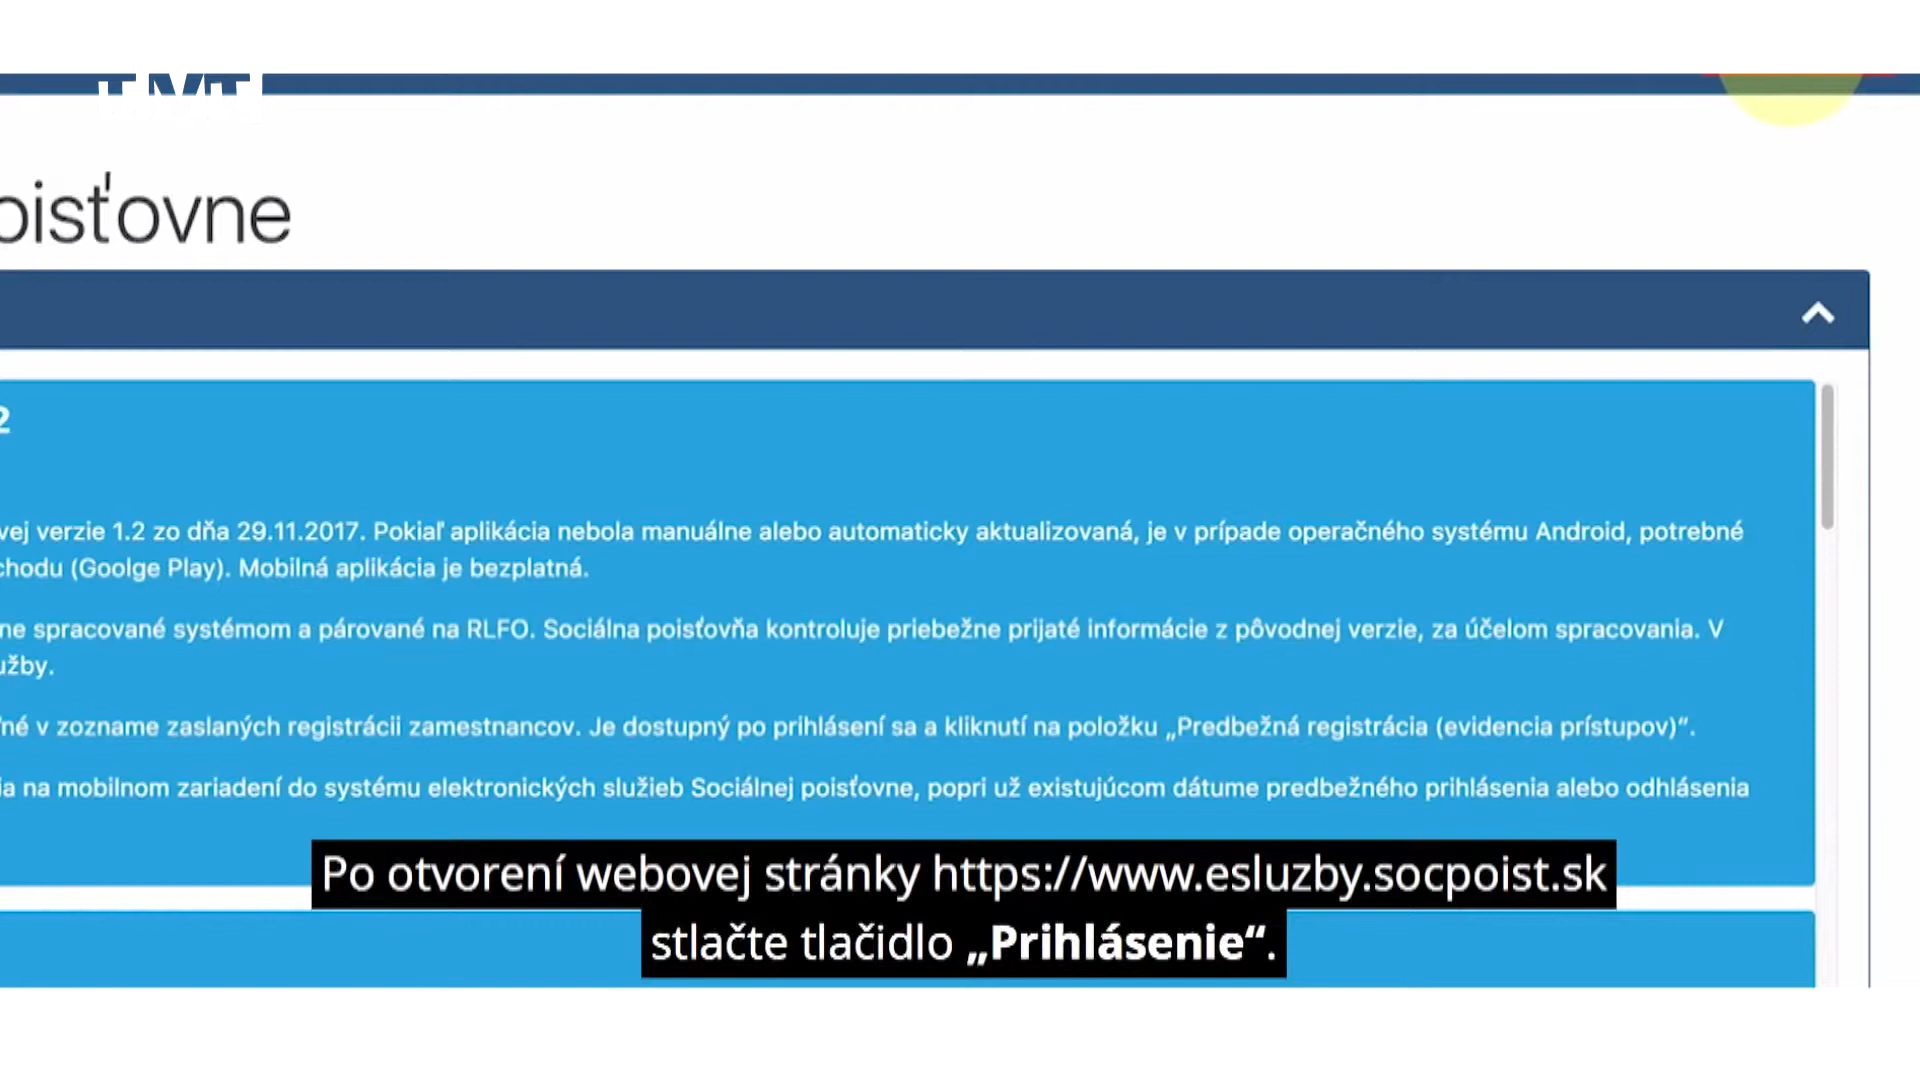 oisťovne
2
vej verzie 1.2 zo dňa 29.11.2017. Pokiaľ aplikácia nebola manuálne alebo automaticky aktualizovaná, je v prípade operačného systému Android, potrebné
chodu (Goolge Play). Mobilná aplikácia je bezplatná.
ne spracované systémom a párované na RLFO. Sociálna poisťovňa kontroluje priebežne prijaté informácie z pôvodnej verzie, za účelom spracovania. V
užby.
né v zozname zaslaných registrácii zamestnancov. Je dostupný po prihlásení sa a kliknutí na položku „Predbežná registrácia (evidencia prístupov)“.
ia na mobilnom zariadení do systému elektronických služieb Sociálnej poisťovne, popri už existujúcom dátume predbežného prihlásenia alebo odhlásenia
Po otvorení webovej stránky https://www.esluzby.socpoist.sk
stlačte tlačidlo „Prihlásenie“.